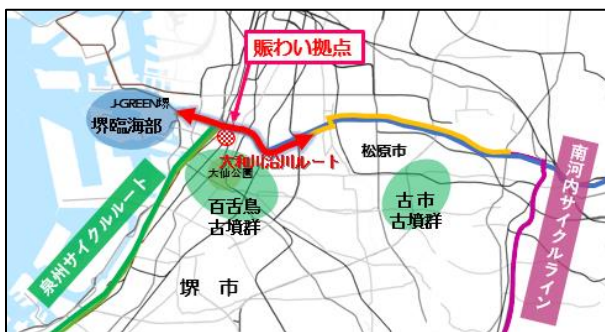 賑わい拠点
J-GREEN堺
堺臨海部
大和川沿川ルート
松原市
大仙公園
百舌鳥
古墳群
古市
古墳群
泉州サイクルルート
南河内サイクルライン
堺市